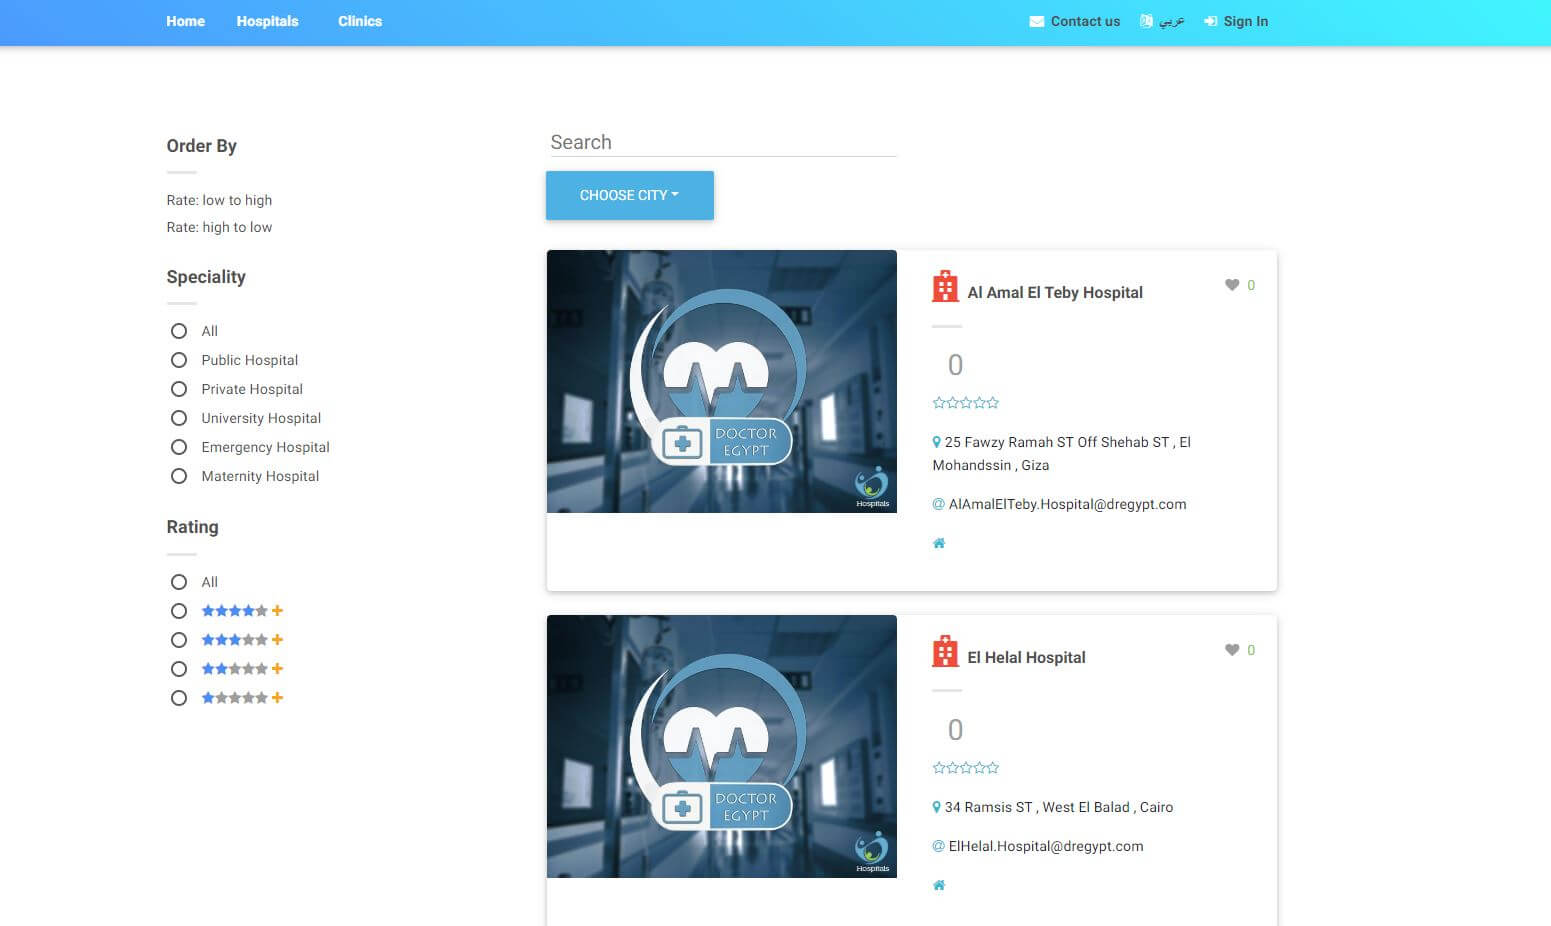 Home Hospitals Clinics Contact us عربي Sign In
Order By
Rate: low to high
Rate: high to low
Speciality
All
Public Hospital
Private Hospital
University Hospital
Emergency Hospital
Maternity Hospital
Rating
All
Search
CHOOSE CITY
DOCTOR
EGYPT
Hospitals
Al Amal El Teby Hospital
0
0
25 Fawzy Ramah ST Off Shehab ST , El
Mohandssin , Giza
@ AlAmalElTeby.Hospital@dregypt.com
DOCTOR
EGYPT
Hospitals
El Helal Hospital
0
0
34 Ramsis ST , West El Balad , Cairo
@ ElHelal.Hospital@dregypt.com